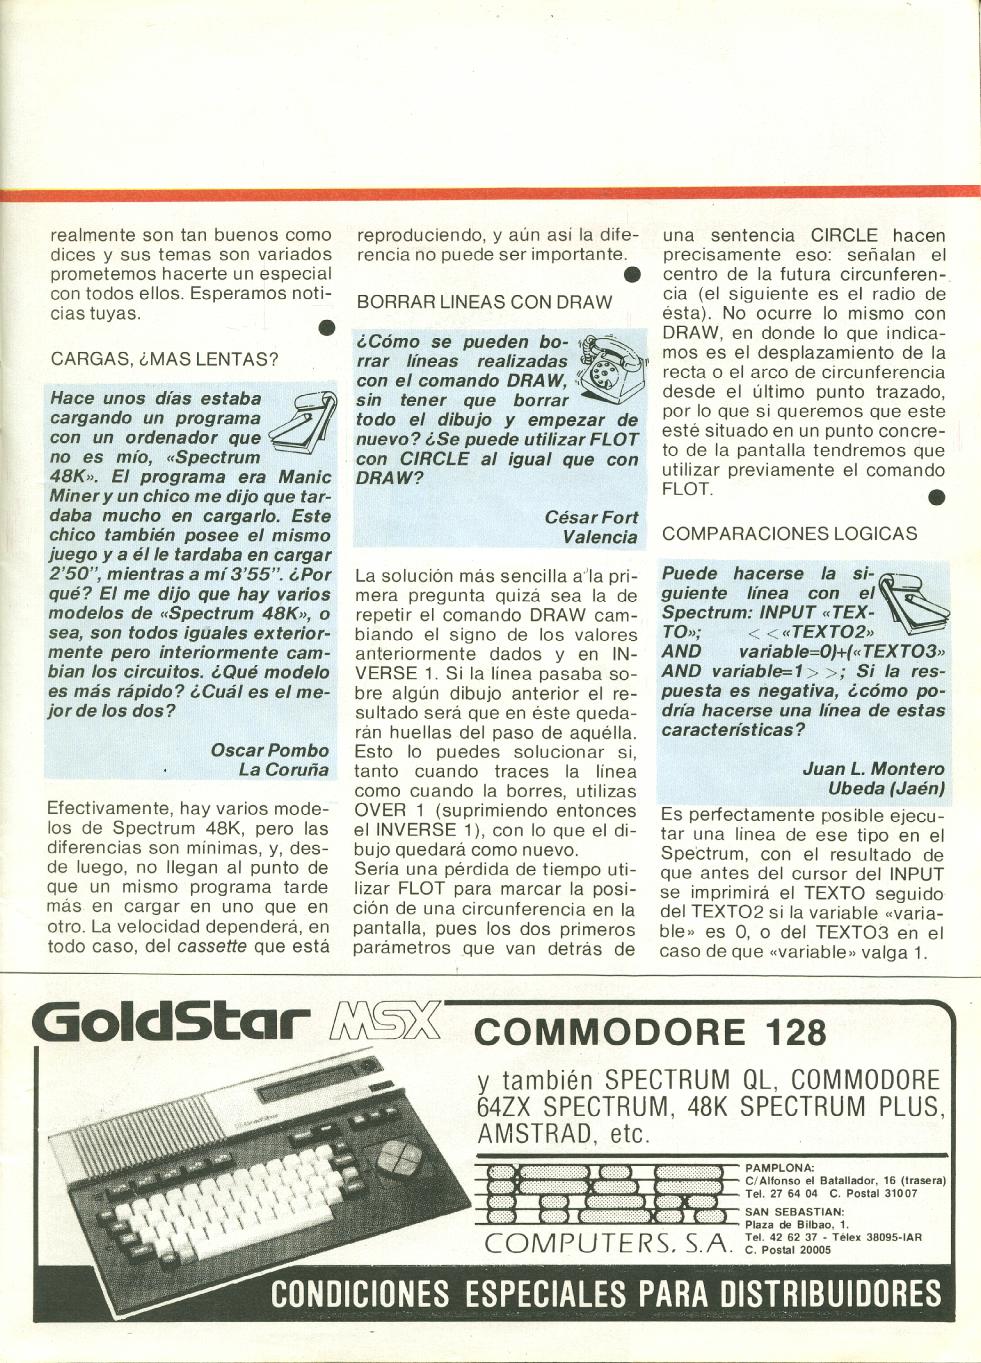 realmente son tan buenos como
dices y sus temas son variados
prometemos hacerte un especial
con todos ellos. Esperamos noti-
cias tuyas.
CARGAS, ¿MAS LENTAS?
Hace unos días estaba
cargando un programa
con un ordenador que
no es mío, «Spectrum
48K». El programa era Manic
Miner y un chico me dijo que tar-
daba mucho en cargarlo. Este
chico también posee el mismo
juego y a él le tardaba en cargar
2'50", mientras a mí 3'55". ¿Por
qué? El me dijo que hay varios
modelos de «Spectrum 48K», o
sea, son todos iguales exterior-
mente pero interiormente cam-
bian los circuitos. ¿Qué modelo
es más rápido? ¿Cuál es el me-
jor de los dos?
Oscar Pombo
La Coruña
Efectivamente, hay varios mode-
los de Spectrum 48K, pero las
diferencias son mínimas, y, des-
de luego, no llegan al punto de
que un mismo programa tarde
más en cargar en uno que en
otro. La velocidad dependerá, en
todo caso, del cassette que está
reproduciendo, y aún asi la dife-
rencia no puede ser importante.
BORRAR LINEAS CON DRAW
¿Cómo se pueden bo-
rrar líneas realizadas
con el comando DRAW,
sin tener que borrar
todo el dibujo y empezar de
nuevo? ¿Se puede utilizar FLOT
con CIRCLE al igual que con
DRAW?
César Fort
Valencia
La solución más sencilla a la pri-
mera pregunta quizá sea la de
repetir el comando DRAW cam-
biando el signo de los valores
anteriormente dados y en IN-
VERSE 1. Si la línea pasaba so-
bre algún dibujo anterior el re-
sultado será que en éste queda-
rán huellas del paso de aquélla.
Esto lo puedes solucionar si,
tanto cuando traces la línea
como cuando la borres, utilizas
OVER 1 (suprimiendo entonces
el INVERSE 1), con lo que el di-
bujo quedará como nuevo.
Sería una pérdida de tiempo uti-
lizar FLOT para marcar la posi-
ción de una circunferencia en la
pantalla, pues los dos primeros
parámetros que van detrás de
una sentencia CIRCLE hacen
precisamente eso: señalan el
centro de la futura circunferen-
cia (el siguiente es el radio de
ésta). No ocurre lo mismo con
DRAW, en donde lo que indica-
mos es el desplazamiento de la
recta o el arco de circunferencia
desde el último punto trazado,
por lo que si queremos que este
esté situado en un punto concre-
to de la pantalla tendremos que
utilizar previamente el comando
FLOT.
COMPARACIONES LOGICAS
Puede hacerse la si-
guiente línea con el
Spectrum: INPUT «TEX-
TO»; < < «TEXTO2»
AND variable=0)+(«TEXTO3»
AND variable=1 > >; Si la res-
puesta es negativa, ¿cómo po-
dría hacerse una línea de estas
características?
Juan L. Montero
Ubeda (Jaén)
Es perfectamente posible ejecu-
tar una línea de ese tipo en el
Spectrum, con el resultado de
que antes del cursor del INPUT
se imprimirá el TEXTO seguido
del TEXTO2 si la variable «varia-
ble» es 0, o del TEXTO3 en el
caso de que «variable» valga 1.
GoldStar MSX
COMMODORE 128
y también SPECTRUM QL, COMMODORE
64ZX SPECTRUM, 48K SPECTRUM PLUS,
AMSTRAD, etc.
COMPUTERS, S.A.
PAMPLONA:
C/Alfonso el Batallador, 16 (trasera)
Tel. 27 64 04 C. Postal 31007
SAN SEBASTIAN:
Plaza de Bilbao, 1.
Tel. 42 62 37 - Télex 38095-IAR
C. Postal 20005
CONDICIONES ESPECIALES PARA DISTRIBUIDORES